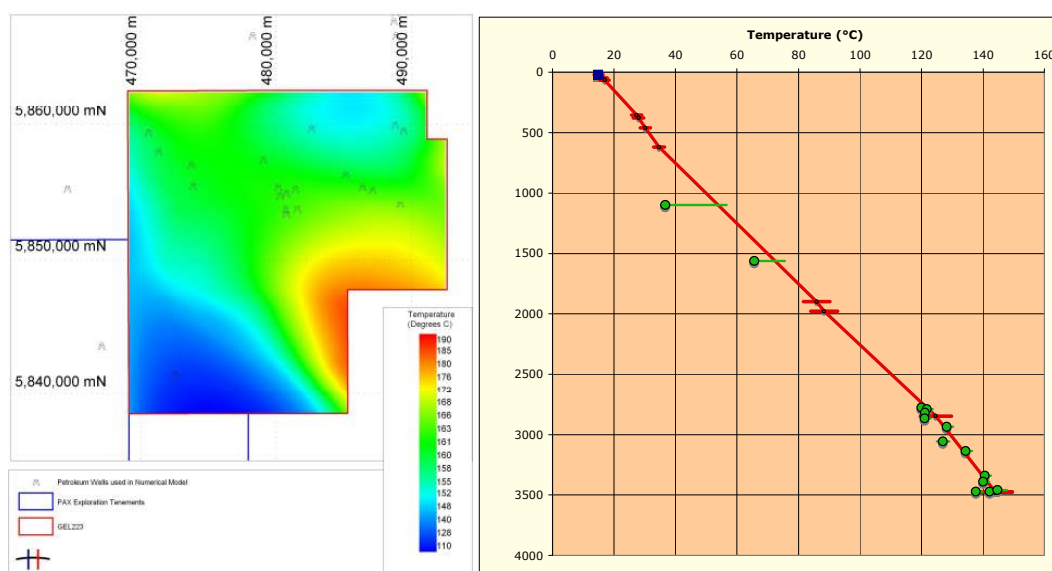 470,000 m
480,000 m
490,000 m
5,860,000 mN
5,850,000 mN
5,840,000 mN
Temperature
(Degrees C)
190
185
180
176
172
168
166
163
161
160
158
155
152
148
140
128
110
Petroleum Wells used in Numerical Model
PAX Exploration Tenements
GEL223
Temperature (°C)
0 20 40 60 80 100 120 140 160
0
500
1000
1500
2000
2500
3000
3500
4000